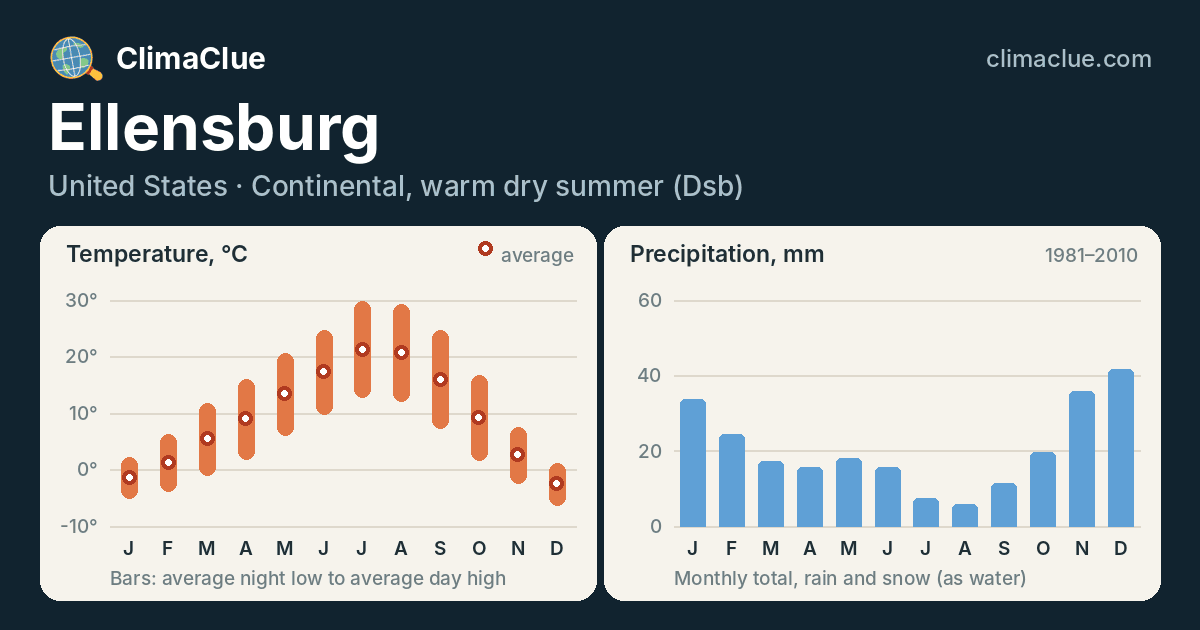 ClimaClue
climaclue.com
Ellensburg
United States · Continental, warm dry summer (Dsb)
Temperature, °C
average
30°
20°
10°
0°
-10°
J F M A M J J A S O N D
Bars: average night low to average day high
Precipitation, mm
1981–2010
60
40
20
0
J F M A M J J A S O N D
Monthly total, rain and snow (as water)